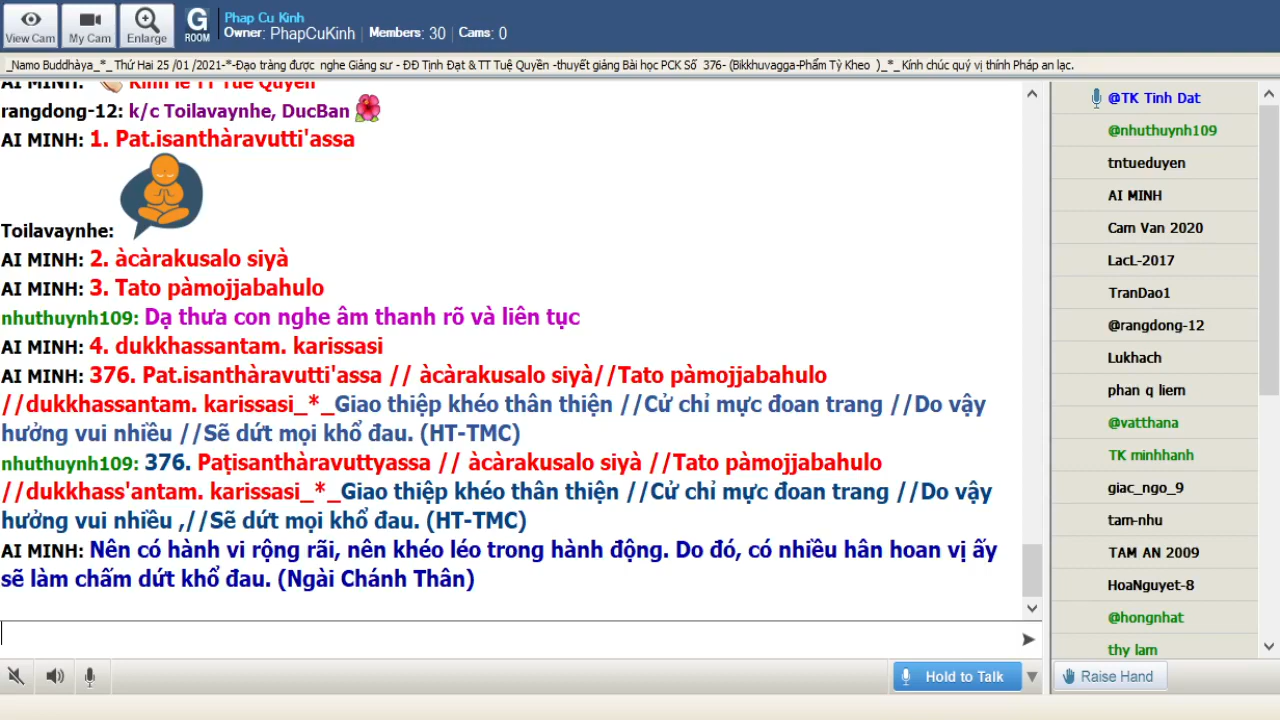 Phap Cu Kinh
Owner: PhapCuKinh | Members: 30 | Cams: 0
View Cam
My Cam
Enlarge
G
ROOM
_Namo Buddhàya_*_ Thứ Hai 25 /01 /2021-*-Đạo tràng được nghe Giảng sư - ĐĐ Tịnh Đạt & TT Tuệ Quyền -thuyết giảng Bài học PCK Số 376- (Bikkhuvagga-Phẩm Tỳ Kheo )_*_ Kính chúc quý vị thính Pháp an lạc.
AI MINH: Kính lễ TT Tuệ Quyền
rangdong-12: k/c Toilavaynhe, DucBan
AI MINH: 1. Pat.isanthàravutti'assa
Toilavaynhe:
AI MINH: 2. àcàrakusalo siyà
AI MINH: 3. Tato pàmojjabahulo
nhuthuynh109: Dạ thưa con nghe âm thanh rõ và liên tục
AI MINH: 4. dukkhassantam. karissasi
AI MINH: 376. Pat.isanthàravutti'assa // àcàrakusalo siyà//Tato pàmojjabahulo
//dukkhassantam. karissasi_*_Giao thiệp khéo thân thiện //Cử chỉ mực đoan trang //Do vậy
hưởng vui nhiều //Sẽ dứt mọi khổ đau. (HT-TMC)
nhuthuynh109: 376. Paṭisanthàravuttyassa // àcàrakusalo siyà //Tato pàmojjabahulo
//dukkhass'antam. karissasi_*_Giao thiệp khéo thân thiện //Cử chỉ mực đoan trang //Do vậy
hưởng vui nhiều ,//Sẽ dứt mọi khổ đau. (HT-TMC)
AI MINH: Nên có hành vi rộng rãi, nên khéo léo trong hành động. Do đó, có nhiều hân hoan vị ấy
sẽ làm chấm dứt khổ đau. (Ngài Chánh Thân)
Hold to Talk
@TK Tinh Dat
@nhuthuynh109
tntueduyen
AI MINH
Cam Van 2020
LacL-2017
TranDao1
@rangdong-12
Lukhach
phan q liem
@vatthana
TK minhhanh
giac_ngo_9
tam-nhu
TAM AN 2009
HoaNguyet-8
@hongnhat
thy lam
Raise Hand